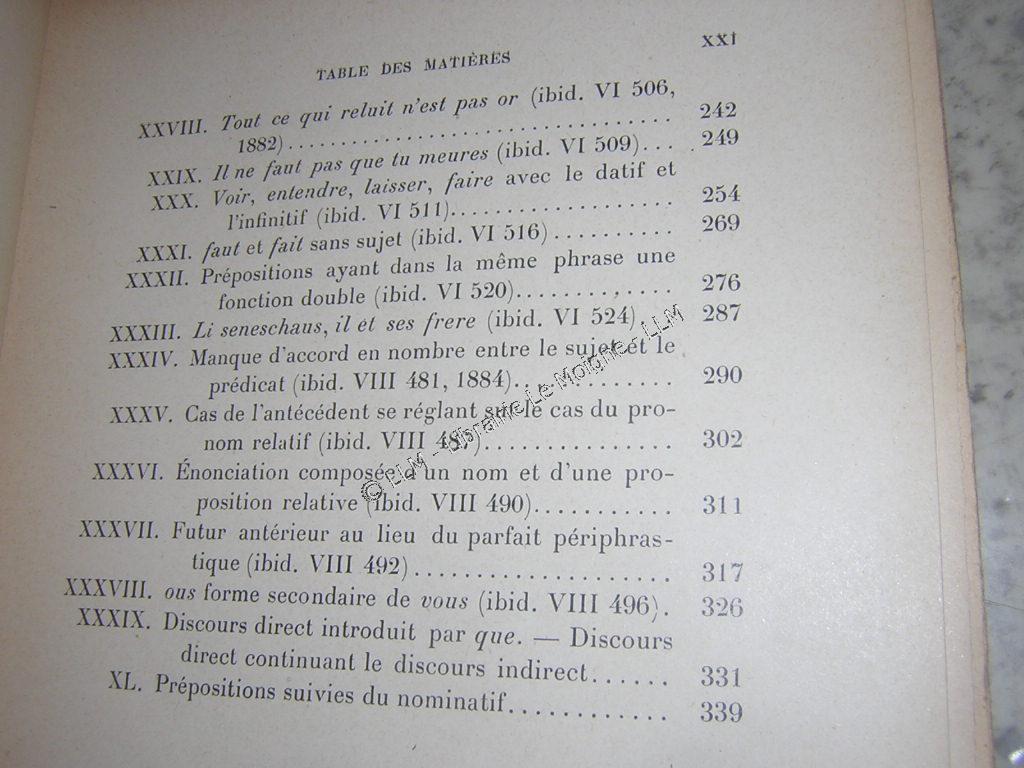 TABLE DES MATIÈRES XXI
XXVIII. Tout ce qui reluit n'est pas or (ibid. VI 506,
1882)........................................ 242
XXIX. Il ne faut pas que tu meures (ibid. VI 509).... 249
XXX. Voir, entendre, laisser, faire avec le datif et
l'infinitif (ibid. VI 511)..................... 254
XXXI. faut et fait sans sujet (ibid. VI 516).......... 269
XXXII. Prépositions ayant dans la même phrase une
fonction double (ibid. VI 520)............. 276
XXXIII. Li seneschaus, il et ses frere (ibid. VI 524). . 287
XXXIV. Manque d'accord en nombre entre le sujet et le
prédicat (ibid. VIII 481, 1884)............. 290
XXXV. Cas de l'antécédent se réglant sur le cas du pro-
nom relatif (ibid. VIII 487)............... 302
XXXVI. Énonciation composée d'un nom et d'une pro-
position relative (ibid. VIII 490)........... 311
XXXVII. Futur antérieur au lieu du parfait périphras-
tique (ibid. VIII 492).................... 317
XXXVIII. ous forme secondaire de vous (ibid. VIII 496). 326
XXXIX. Discours direct introduit par que. — Discours
direct continuant le discours indirect...... 331
XL. Prépositions suivies du nominatif............ 339
© ELM - Librairie Le Moigne - LLM